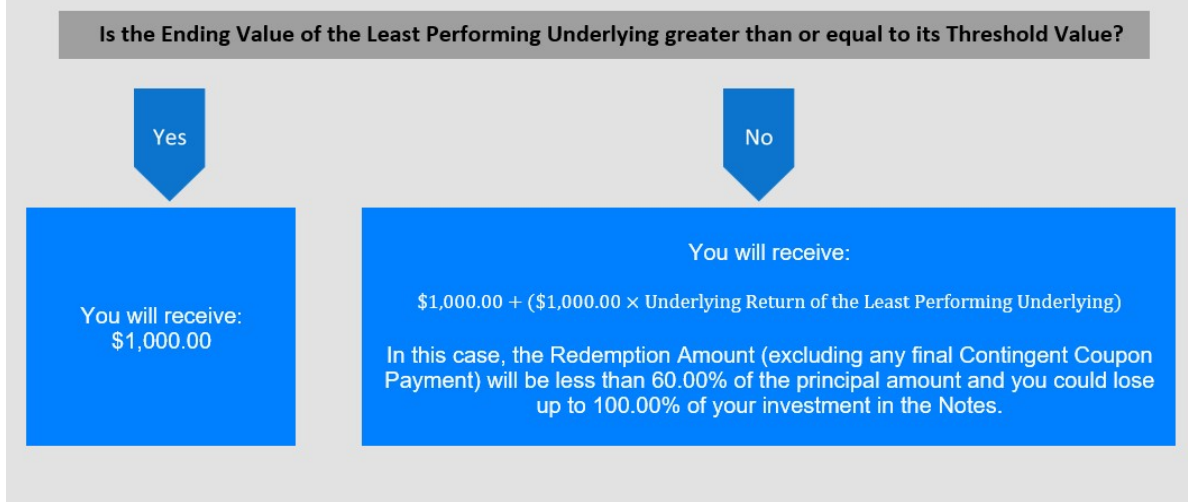 Is the Ending Value of the Least Performing Underlying greater than or equal to its Threshold Value?
Yes
No
You will receive:
$1,000.00
You will receive:
$1,000.00 + ($1,000.00 × Underlying Return of the Least Performing Underlying)
In this case, the Redemption Amount (excluding any final Contingent Coupon
Payment) will be less than 60.00% of the principal amount and you could lose
up to 100.00% of your investment in the Notes.